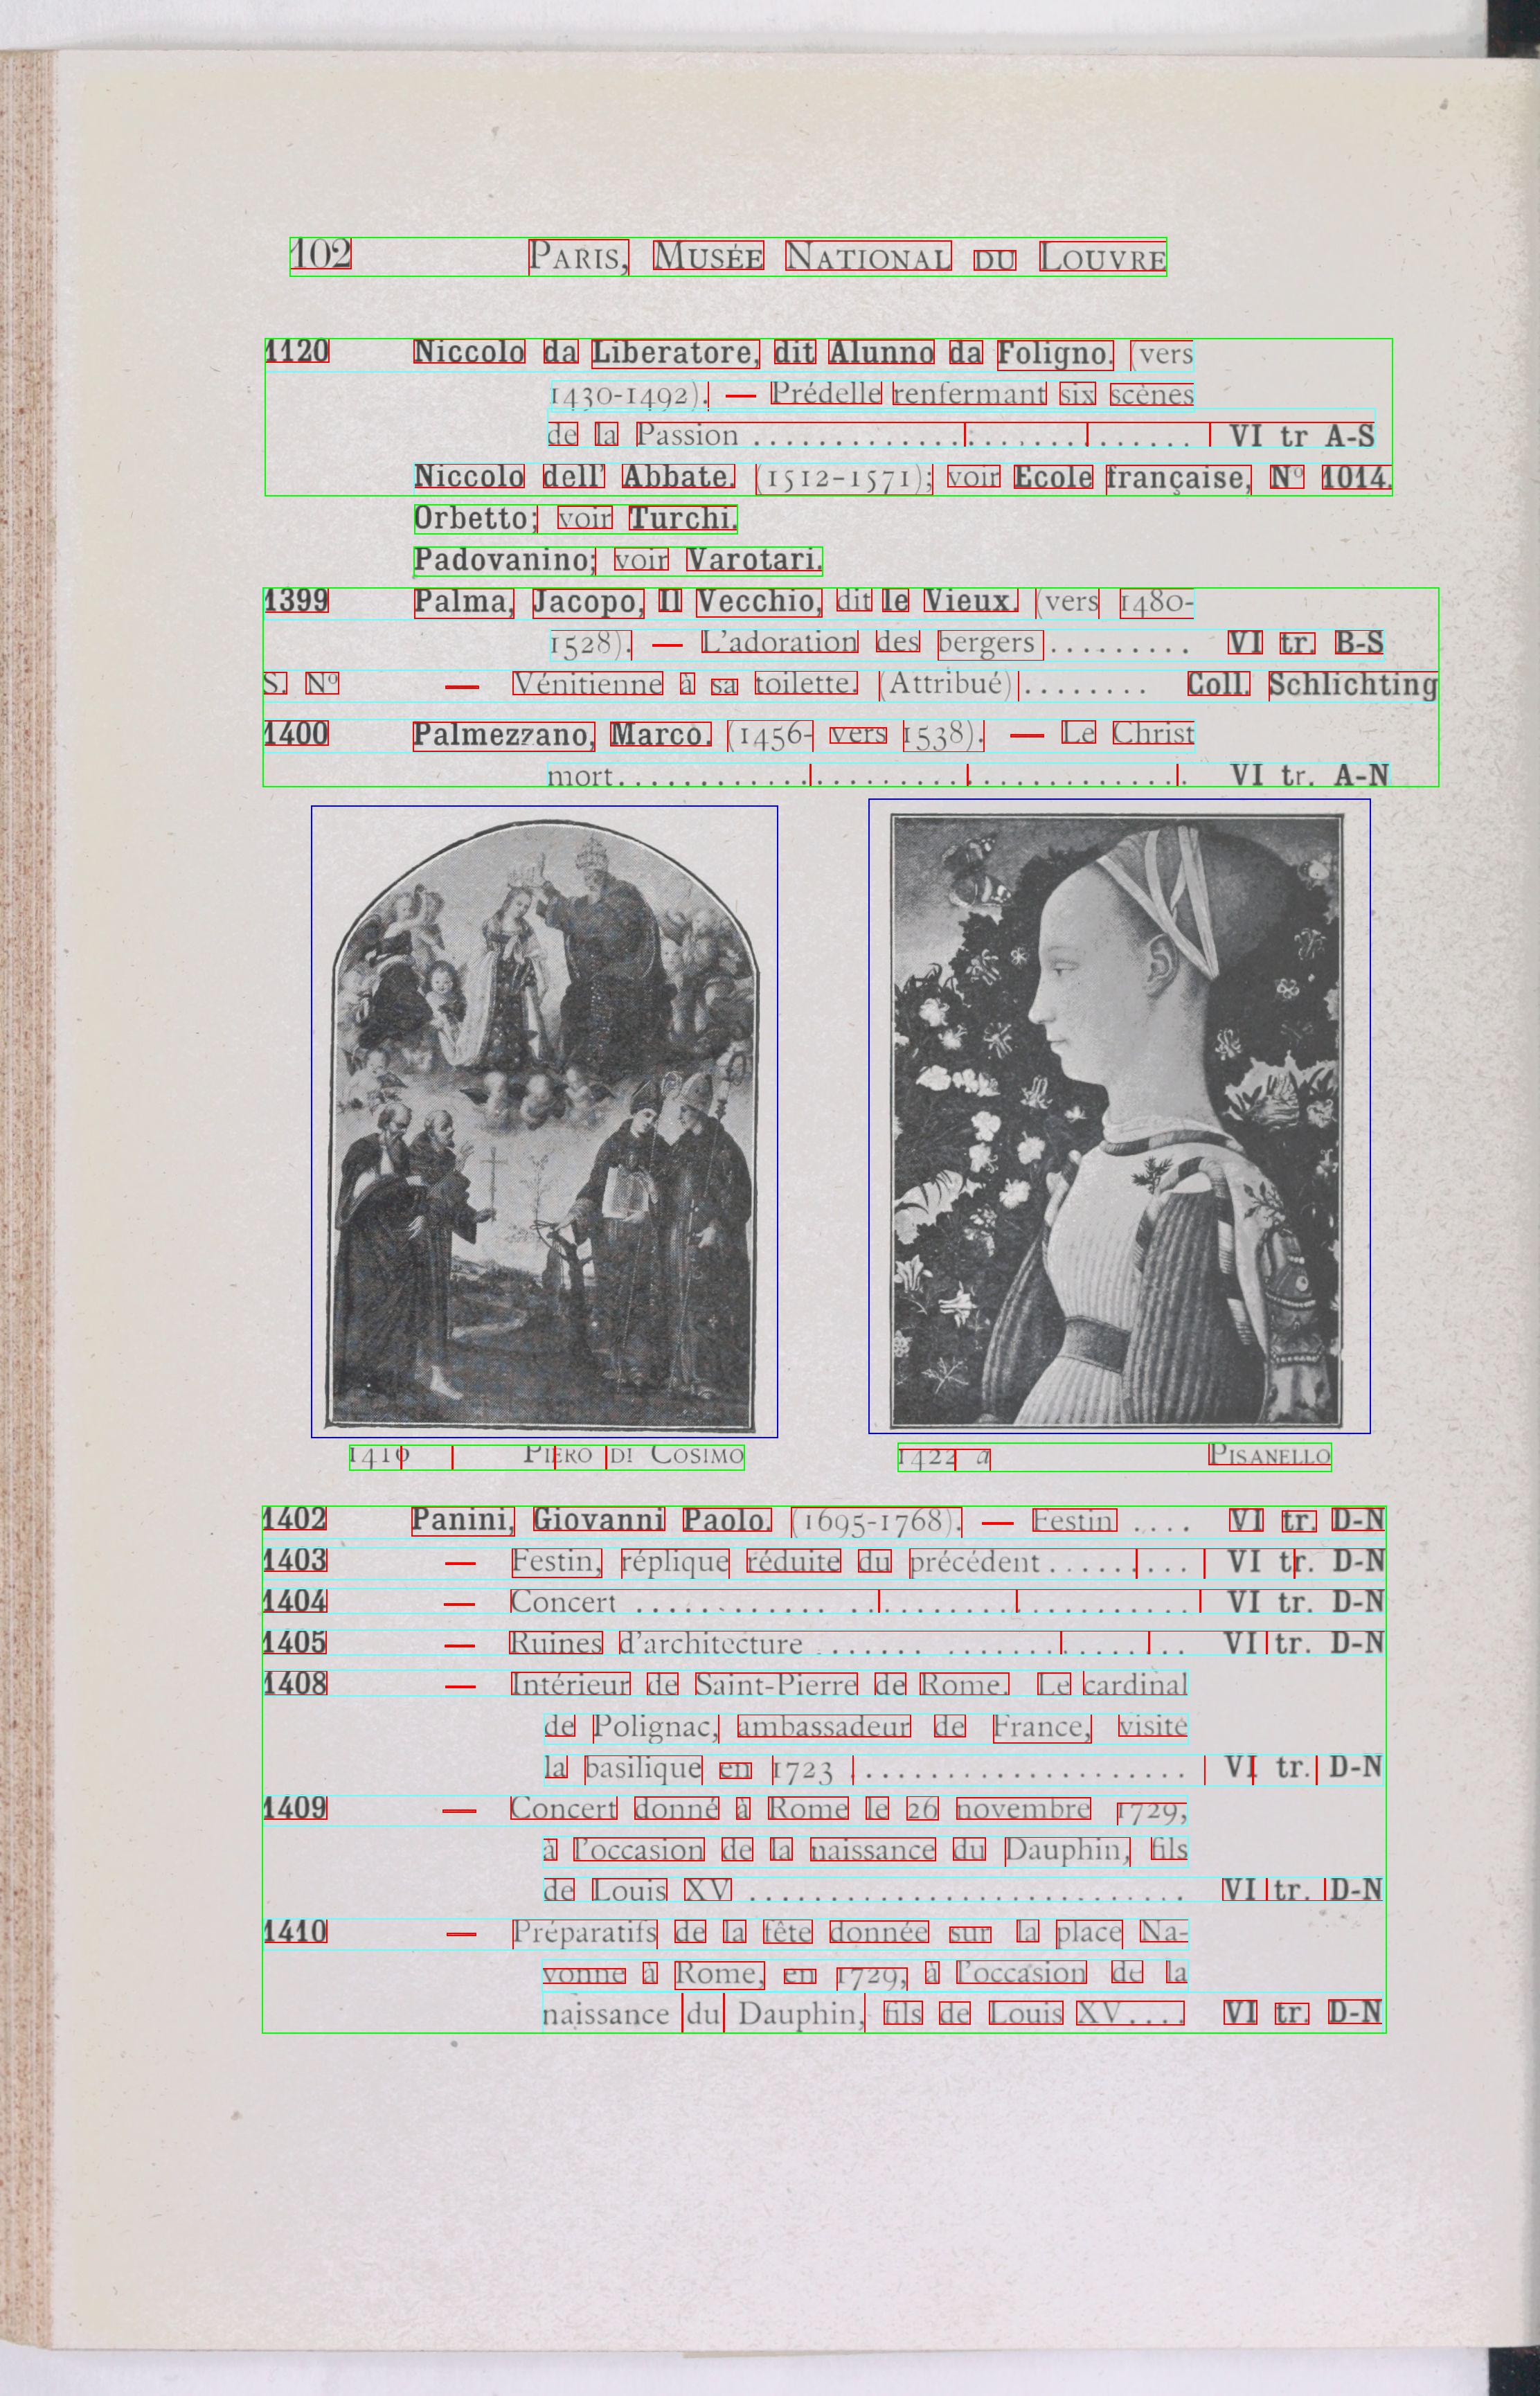 102 PARIS, MUSÉE NATIONAL DU LOUVRE
1120 Niccolo da Liberatore, dit Alunno da Foligno. (vers
1430-1492). — Prédelle renfermant six scènes
de la Passion ................................ VI tr A-S
Niccolo dell' Abbate. (1512-1571); voir Ecole française, Nº 1014.
Orbetto; voir Turchi.
Padovanino; voir Varotari.
1399 Palma, Jacopo, Il Vecchio, dit le Vieux. (vers 1480-
1528). — L'adoration des bergers ......... VI tr. B-S
S. Nº — Vénitienne à sa toilette. (Attribué) ........ Coll. Schlichting
1400 Palmezzano, Marco. (1456- vers 1538). — Le Christ
mort............................. VI tr. A-N
1416 PIERO DI COSIMO
1422 a PISANELLO
1402 Panini, Giovanni Paolo. (1695-1768). — Festin .... VI tr. D-N
1403 — Festin, réplique réduite du précédent .......... VI tr. D-N
1404 — Concert ............................ VI tr. D-N
1405 — Ruines d'architecture ................... VI tr. D-N
1408 — Intérieur de Saint-Pierre de Rome. Le cardinal
de Polignac, ambassadeur de France, visite
la basilique en 1723 ..................... VI tr. D-N
1409 — Concert donné à Rome le 26 novembre 1729,
à l'occasion de la naissance du Dauphin, fils
de Louis XV ............................ VI tr. D-N
1410 — Préparatifs de la fête donnée sur la place Na-
vonne à Rome, en 1729, à l'occasion de la
naissance du Dauphin, fils de Louis XV.... VI tr. D-N